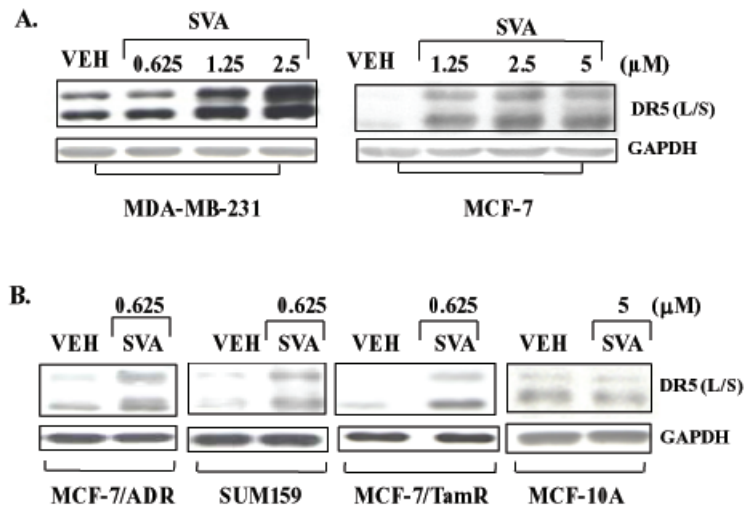 A.
SVA SVA
VEH 0.625 1.25 2.5 VEH 1.25 2.5 5 (μM)
DR5 (L/S)
GAPDH
MDA-MB-231 MCF-7
B.
0.625 0.625 0.625 5 (μM)
VEH SVA VEH SVA VEH SVA VEH SVA
DR5 (L/S)
GAPDH
MCF-7/ADR SUM159 MCF-7/TamR MCF-10A